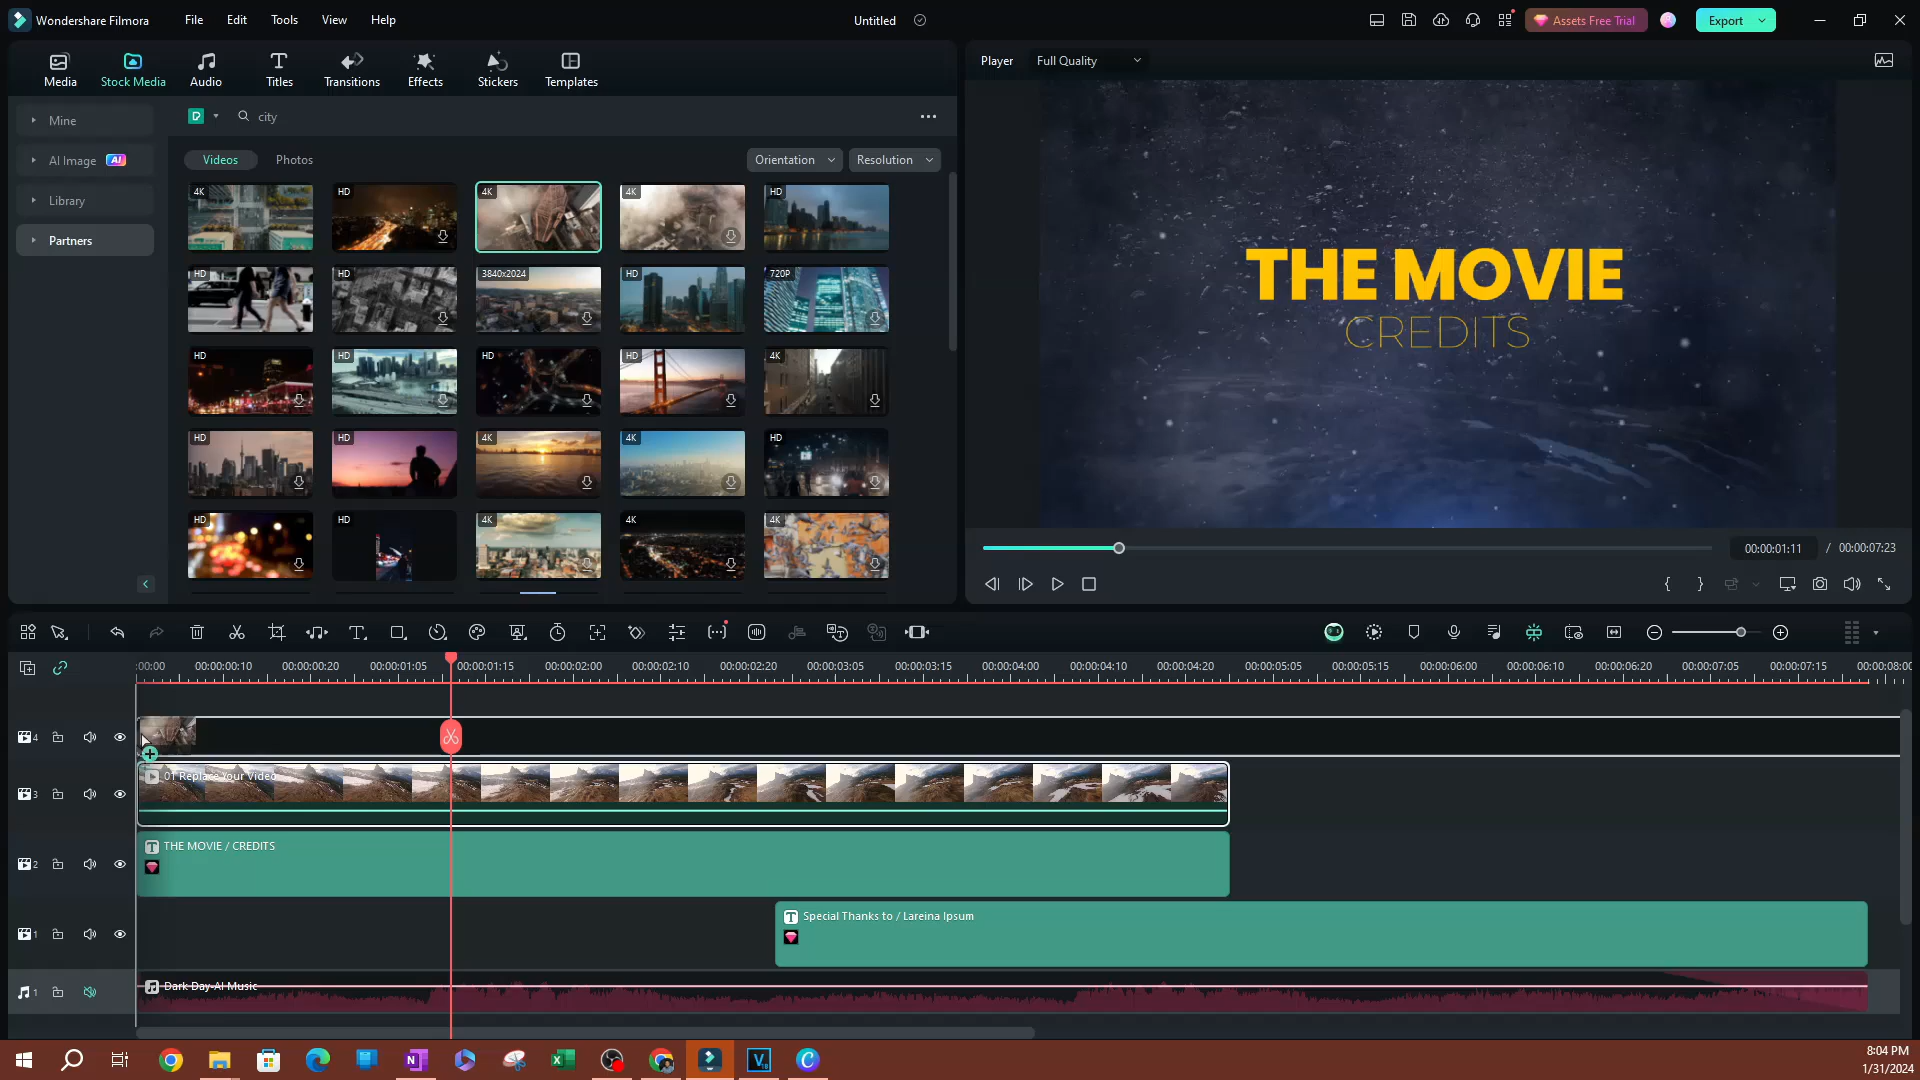 Wondershare Filmora File Edit Tools View Help Untitled Assets Free Trial Export
Media Stock Media Audio Titles Transitions Effects Stickers Templates
Player Full Quality
Mine
city
AI Image AI
Videos Photos Orientation Resolution
Library
Partners
4K HD 4K 4K HD
HD HD 3840x2024 HD 720P
HD HD HD HD 4K
HD HD 4K 4K HD
HD HD 4K 4K 4K
THE MOVIE
CREDITS
00:00:01:11 / 00:00:07:23
:00:00 00:00:00:10 00:00:00:20 00:00:01:05 00:00:01:15 00:00:02:00 00:00:02:10 00:00:02:20 00:00:03:05 00:00:03:15 00:00:04:00 00:00:04:10 00:00:04:20 00:00:05:05 00:00:05:15 00:00:06:00 00:00:06:10 00:00:06:20 00:00:07:05 00:00:07:15 00:00:08:00
4
3
01 Replace Your Video
2
THE MOVIE / CREDITS
1
Special Thanks to / Lareina Ipsum
1
Dark Day-AI Music
8:04 PM
1/31/2024